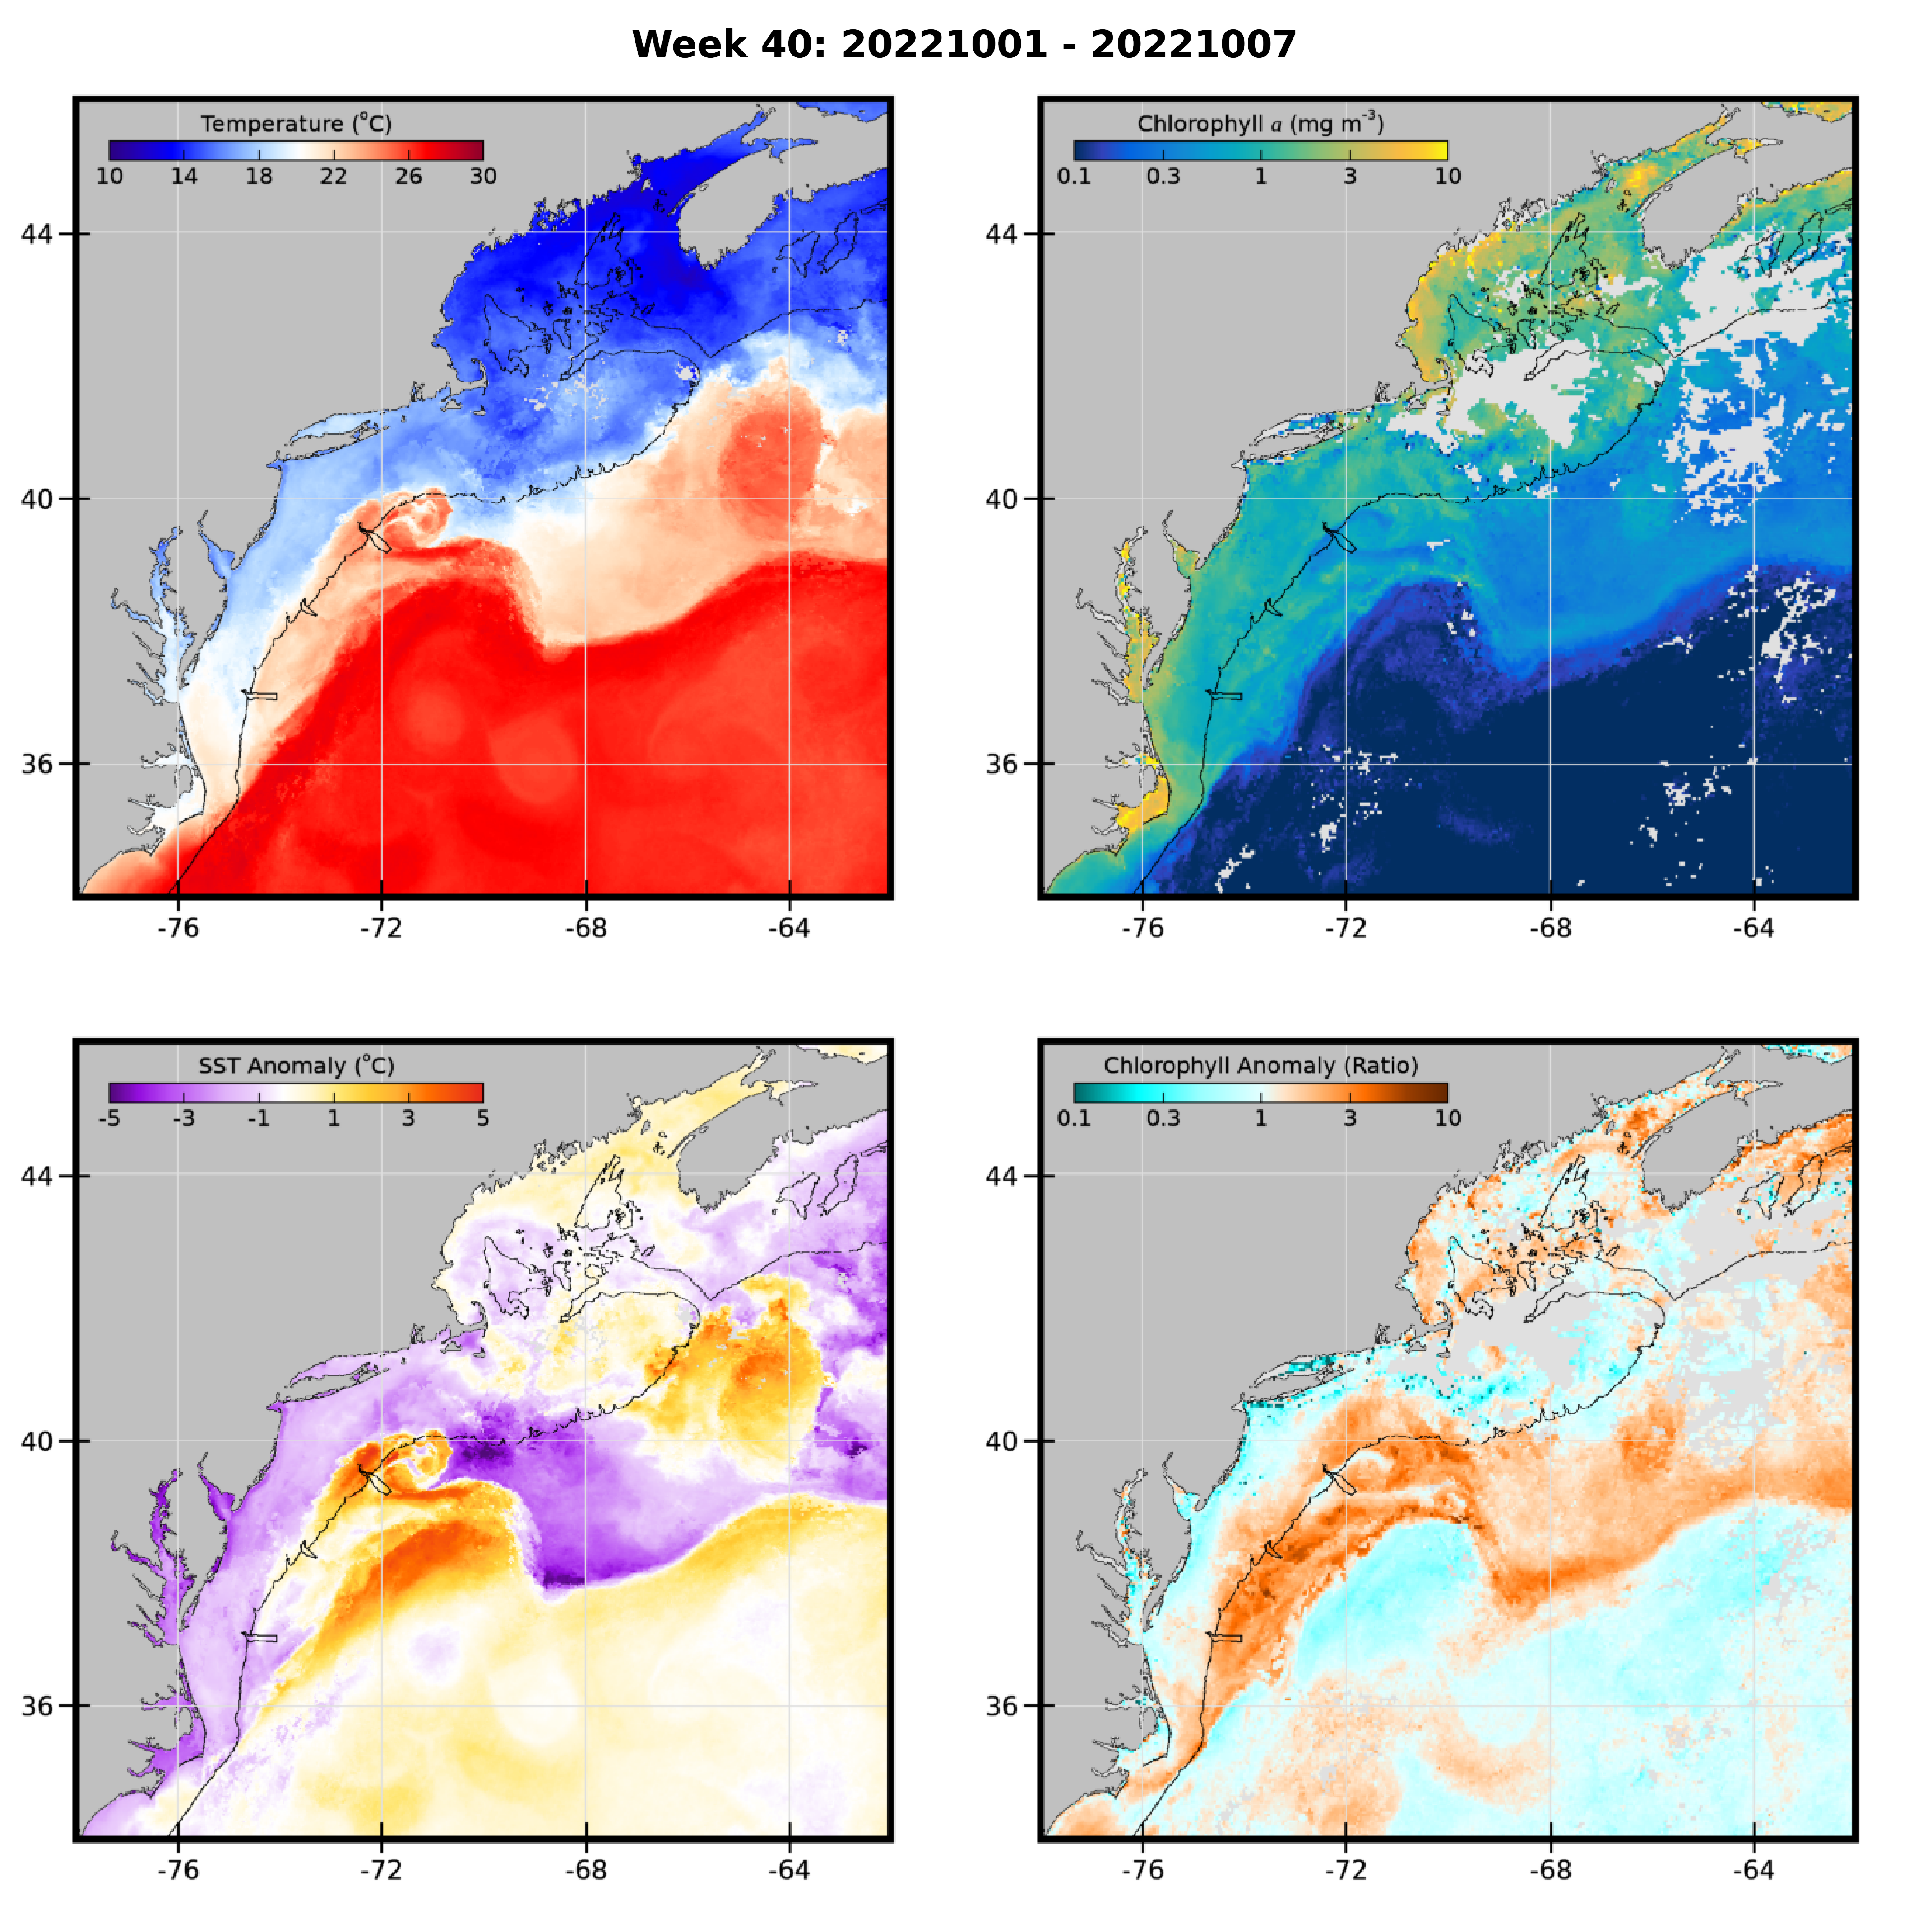 Week 40: 20221001 - 20221007
Temperature (°C)
10 14 18 22 26 30
44
40
36
-76 -72 -68 -64
Chlorophyll a (mg m-3)
0.1 0.3 1 3 10
44
40
36
-76 -72 -68 -64
SST Anomaly (°C)
-5 -3 -1 1 3 5
44
40
36
-76 -72 -68 -64
Chlorophyll Anomaly (Ratio)
0.1 0.3 1 3 10
44
40
36
-76 -72 -68 -64